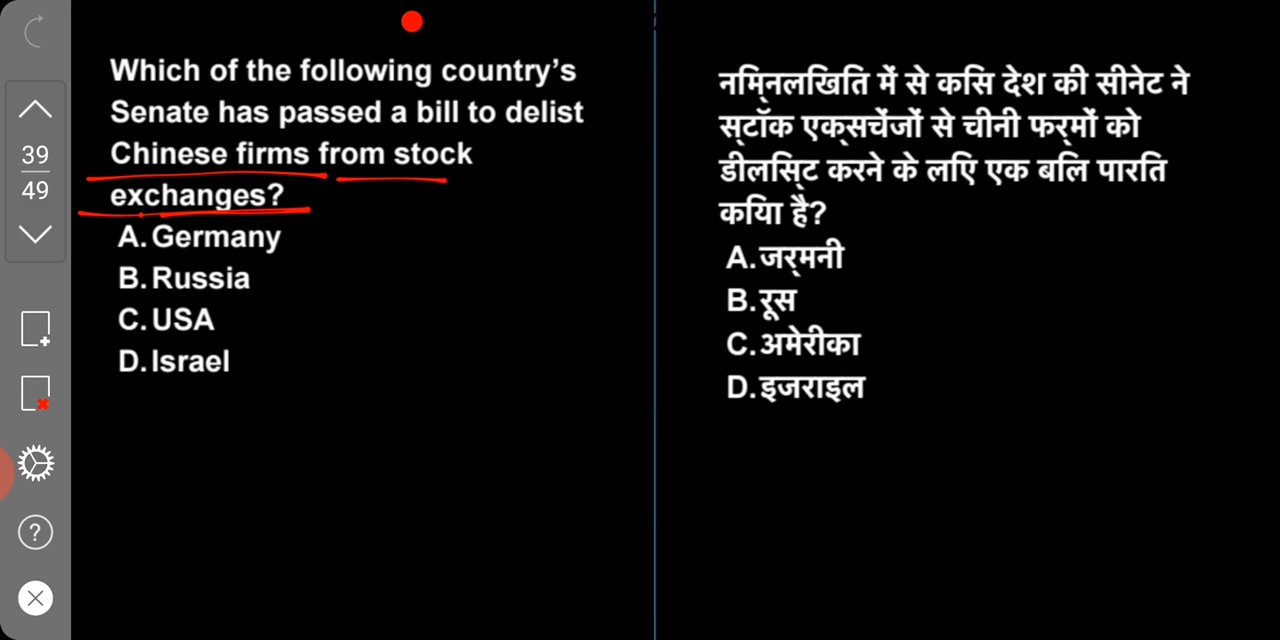 39
49
Which of the following country's
Senate has passed a bill to delist
Chinese firms from stock
exchanges?
A. Germany
B. Russia
C. USA
D. Israel
नमि्नलखिति में से कसि देश की सीनेट ने
स्टॉक एक्सचेंजों से चीनी फर्मों को
डीलसि्ट करने के लएि एक बलि पारति
कयिा है?
A. जर्मनी
B. रूस
C. अमेरीका
D. इजराइल